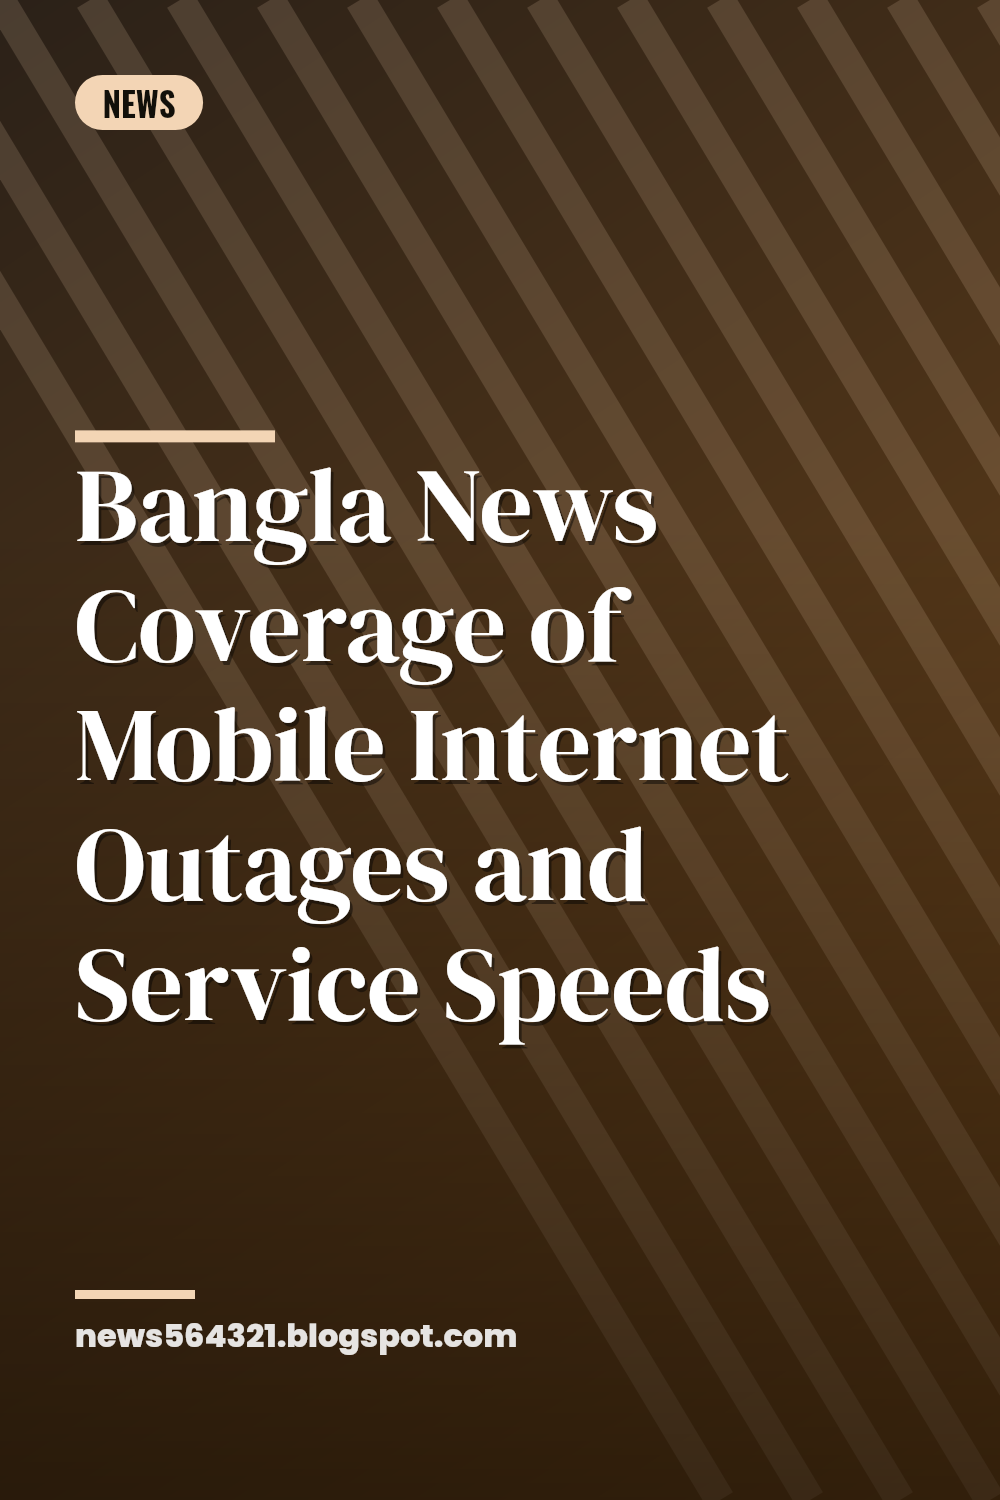 NEWS
Bangla News
Coverage of
Mobile Internet
Outages and
Service Speeds
news564321.blogspot.com